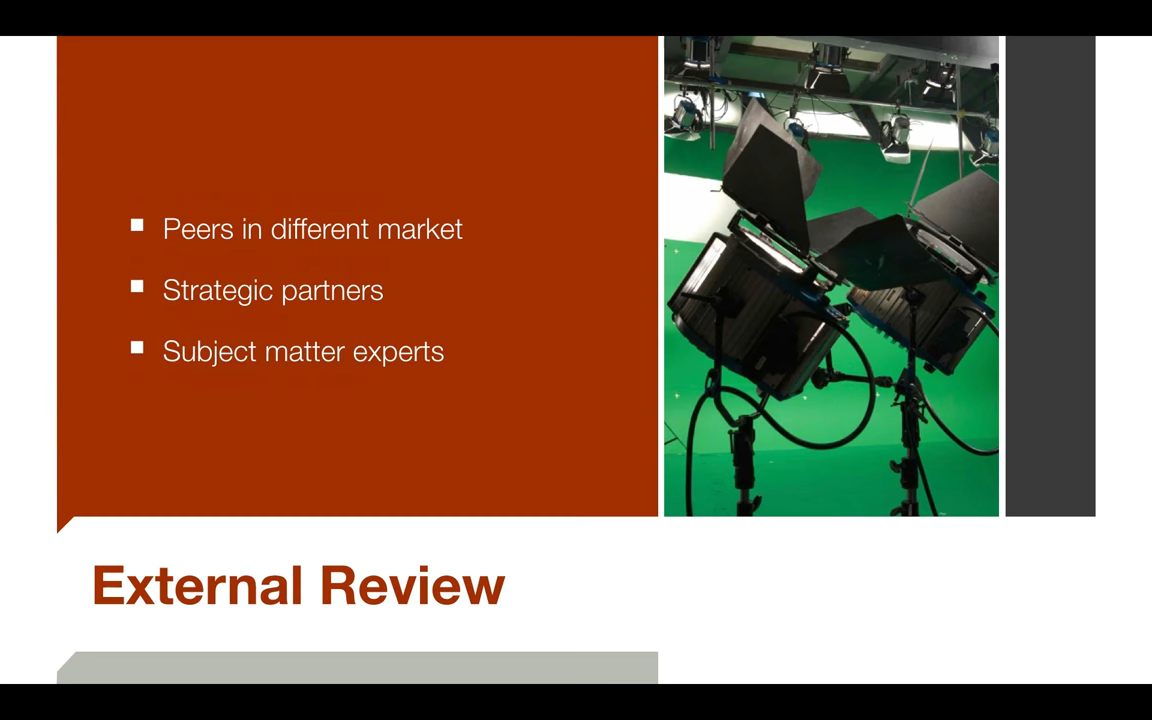 Peers in different market
Strategic partners
Subject matter experts
External Review